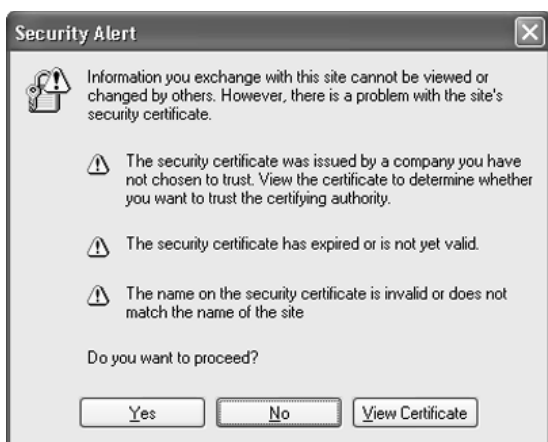 Security Alert
Information you exchange with this site cannot be viewed or
changed by others. However, there is a problem with the site's
security certificate.
The security certificate was issued by a company you have
not chosen to trust. View the certificate to determine whether
you want to trust the certifying authority.
The security certificate has expired or is not yet valid.
The name on the security certificate is invalid or does not
match the name of the site
Do you want to proceed?
Yes No View Certificate